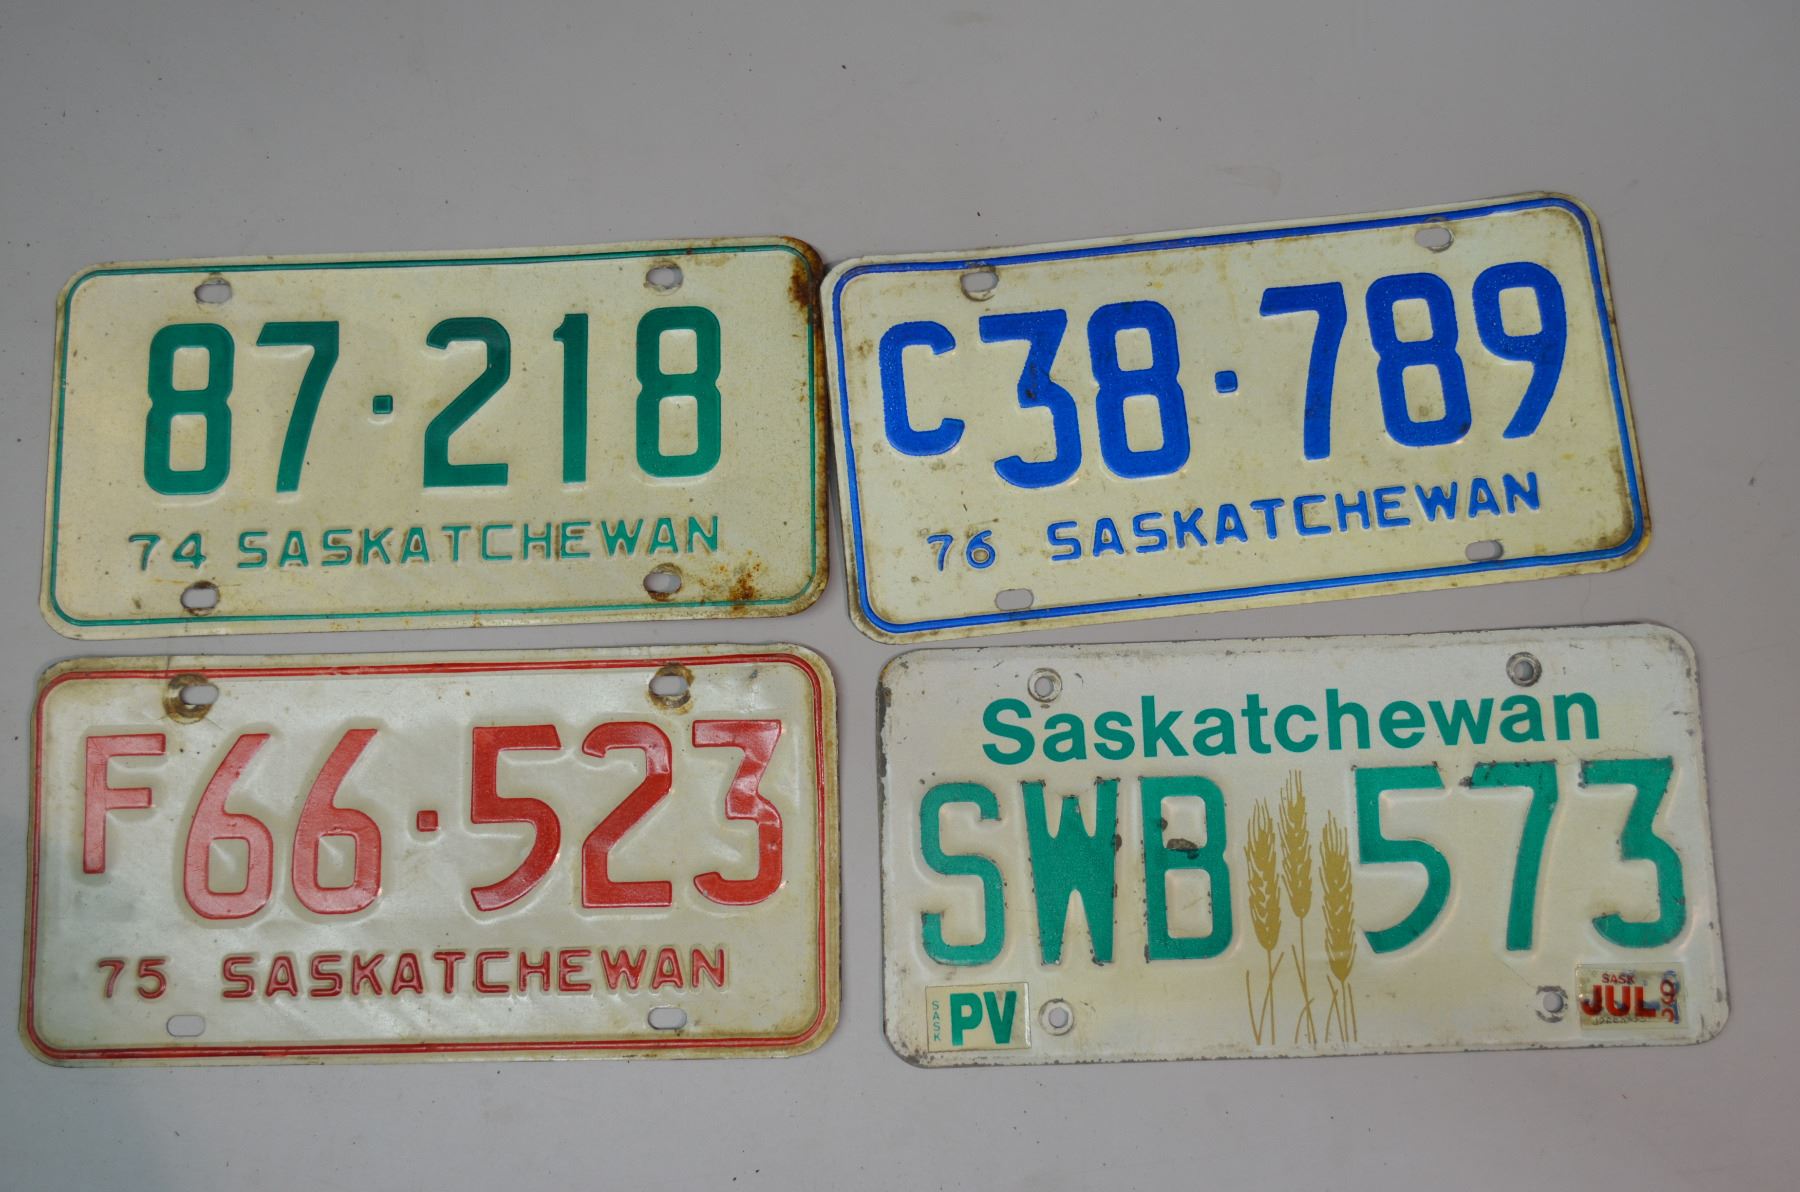 87·218
74 SASKATCHEWAN
C38·789
76 SASKATCHEWAN
F66·523
75 SASKATCHEWAN
Saskatchewan
SWB 573
SASK PV
SASK
JUL